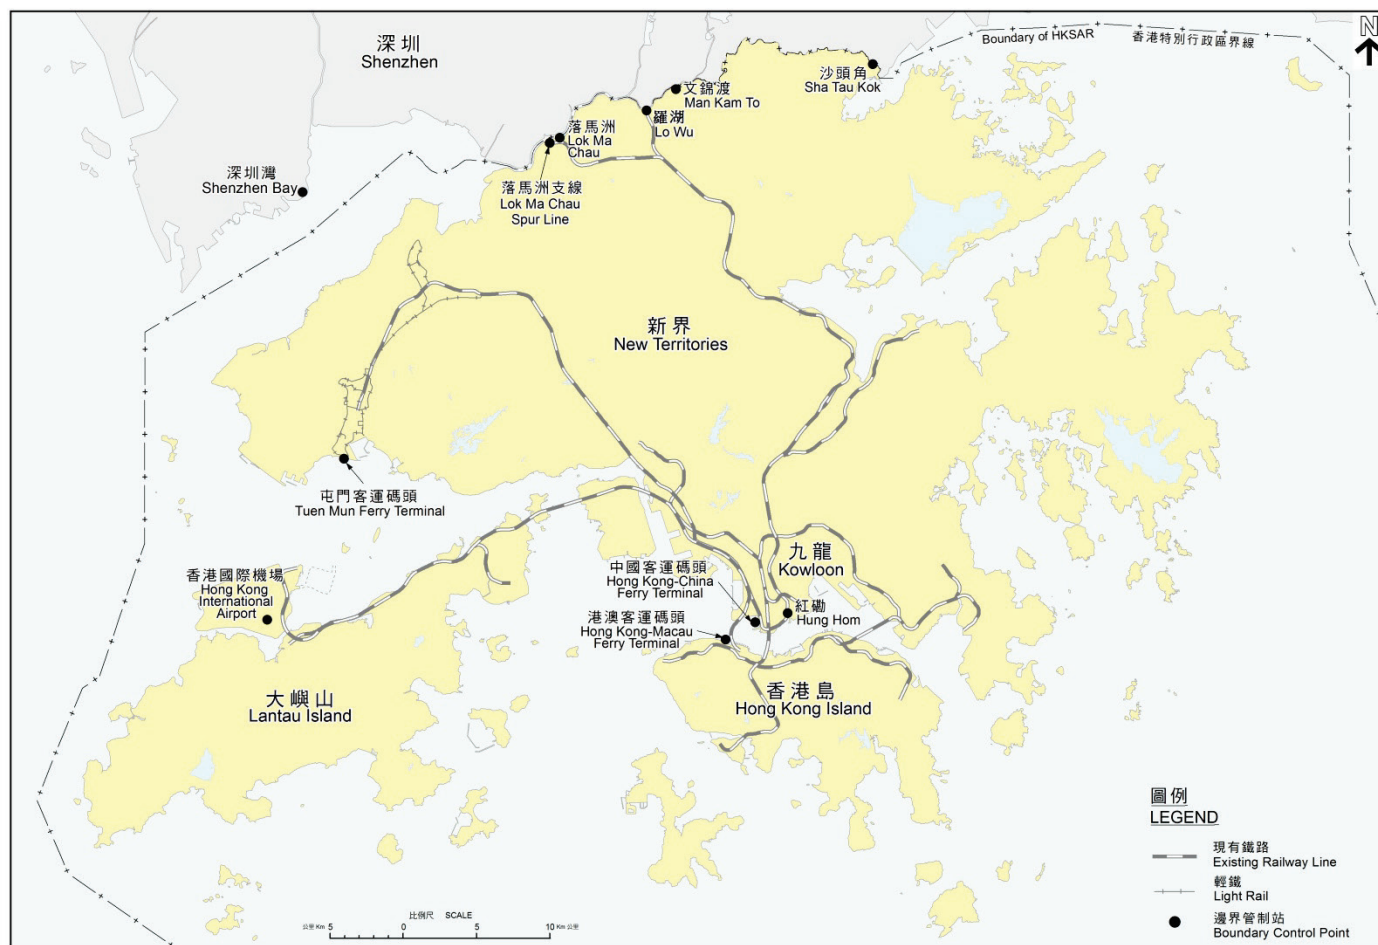 N
深圳
Shenzhen
Boundary of HKSAR 香港特別行政區界線
沙頭角
Sha Tau Kok
文錦渡
Man Kam To
羅湖
Lo Wu
落馬洲
Lok Ma
Chau
深圳灣
Shenzhen Bay
落馬洲支線
Lok Ma Chau
Spur Line
新界
New Territories
屯門客運碼頭
Tuen Mun Ferry Terminal
九龍
Kowloon
中國客運碼頭
Hong Kong-China
Ferry Terminal
香港國際機場
Hong Kong
International
Airport
紅磡
Hung Hom
港澳客運碼頭
Hong Kong-Macau
Ferry Terminal
大嶼山
Lantau Island
香港島
Hong Kong Island
圖例
LEGEND
現有鐵路
Existing Railway Line
輕鐵
Light Rail
邊界管制站
Boundary Control Point
比例尺 SCALE
公里 Km 5 0 5 10 Km 公里